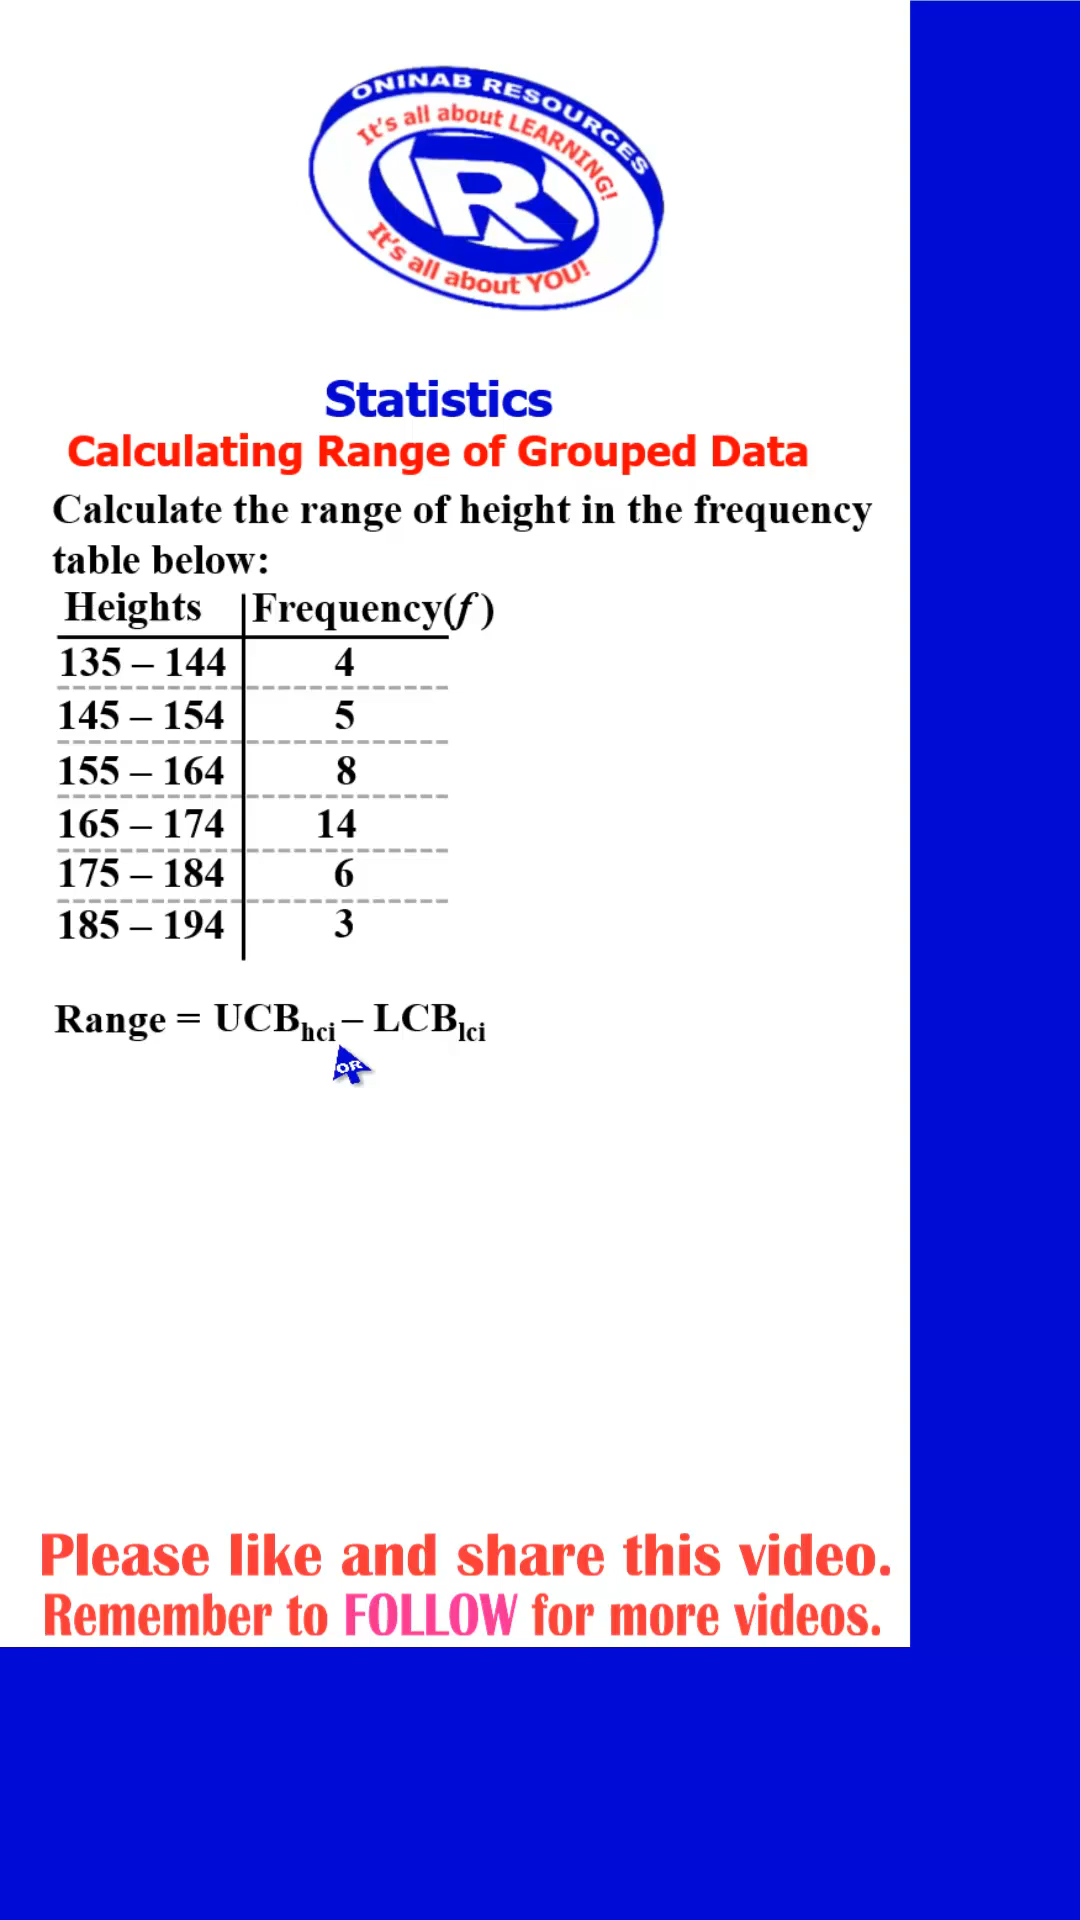 ONINAB RESOURCES
It's all about LEARNING!
R
It's all about YOU!
Statistics
Calculating Range of Grouped Data
Calculate the range of height in the frequency
table below:
Heights Frequency(f)
135 – 144 4
145 – 154 5
155 – 164 8
165 – 174 14
175 – 184 6
185 – 194 3
Range = UCBhci – LCBlci
OR
Please like and share this video.
Remember to FOLLOW for more videos.